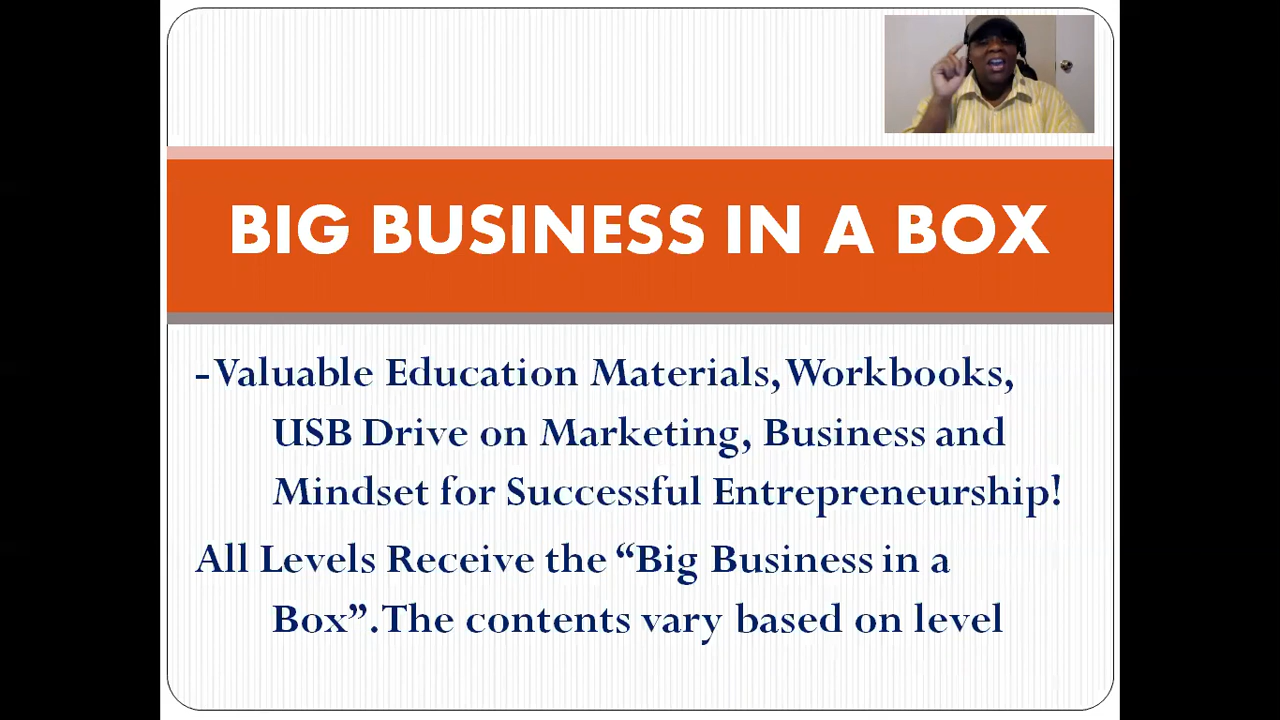 BIG BUSINESS IN A BOX
-Valuable Education Materials, Workbooks,
USB Drive on Marketing, Business and
Mindset for Successful Entrepreneurship!
All Levels Receive the “Big Business in a
Box”. The contents vary based on level